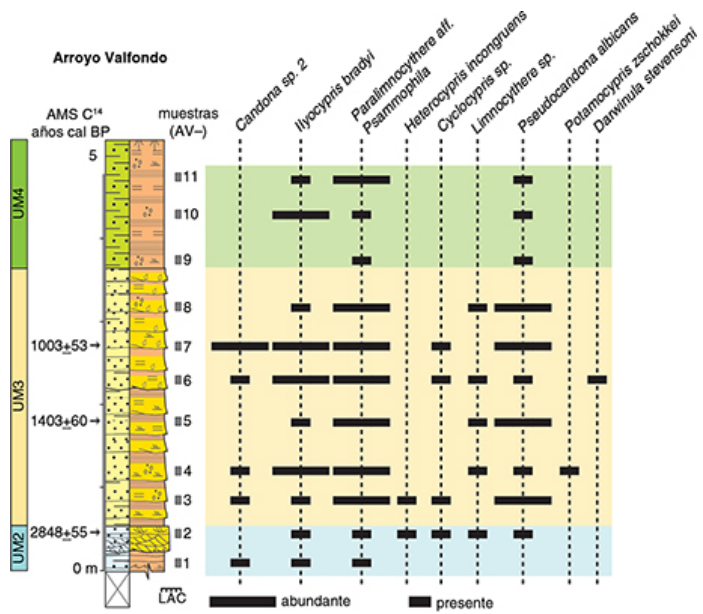 Arroyo Valfondo
AMS C14
años cal BP
muestras
(AV–)
Candona sp. 2
Ilyocypris bradyi
Paralimnocythere aff.
Psammophila
Heterocypris incongruens
Cyclocypris sp.
Limnocythere sp.
Pseudocandona albicans
Potamocypris zschokkei
Darwinula stevensoni
5
UM4
11
10
9
UM3
8
1003±53
7
6
1403±60
5
4
3
UM2
2848±55
2
0 m
1
LAC
abundante
presente